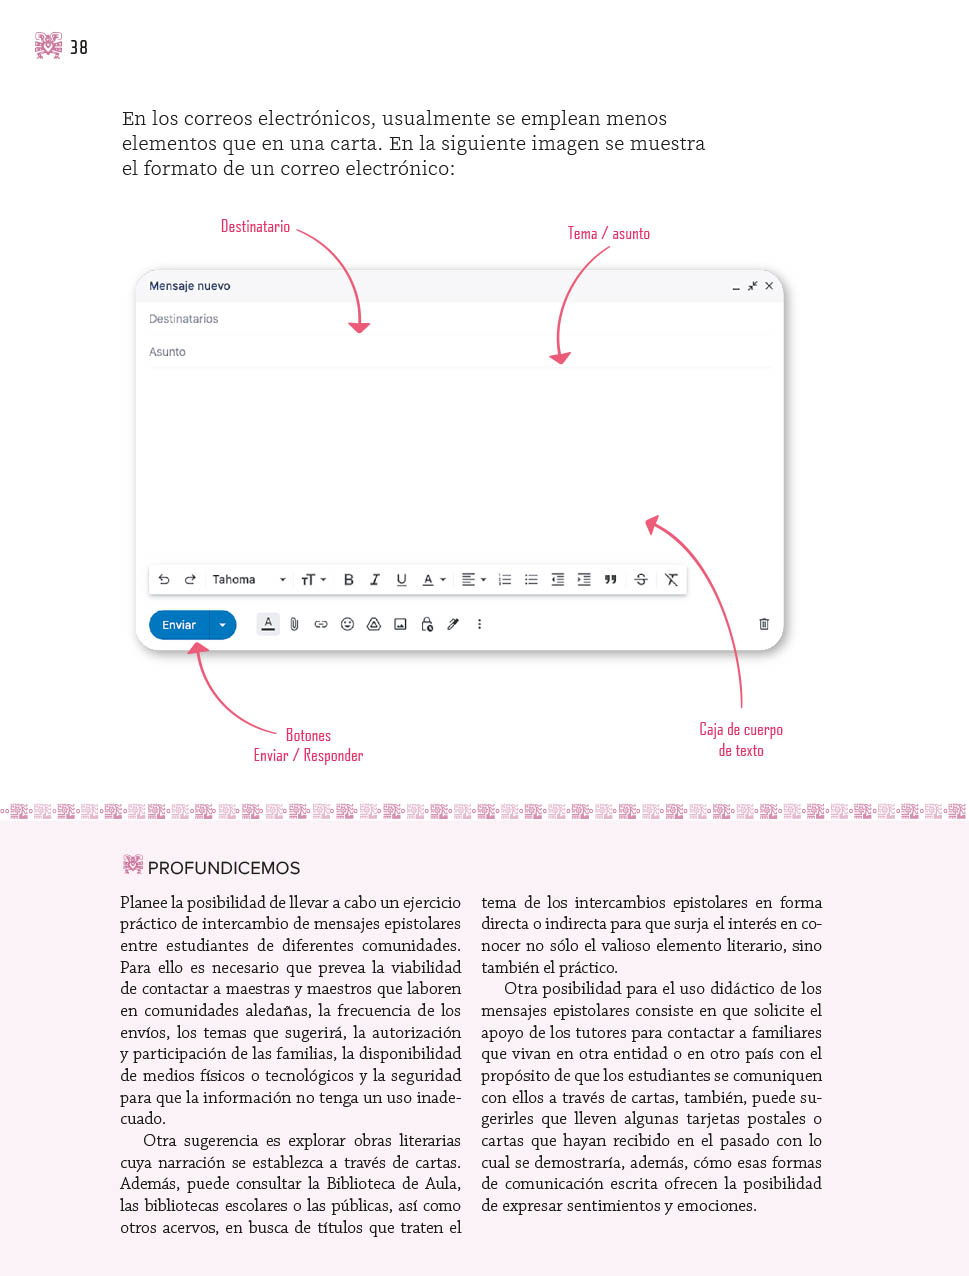 38
En los correos electrónicos, usualmente se emplean menos
elementos que en una carta. En la siguiente imagen se muestra
el formato de un correo electrónico:
Destinatario
Tema / asunto
Mensaje nuevo
Destinatarios
Asunto
Tahoma
Enviar
Botones
Enviar / Responder
Caja de cuerpo
de texto
PROFUNDICEMOS
Planee la posibilidad de llevar a cabo un ejercicio
práctico de intercambio de mensajes epistolares
entre estudiantes de diferentes comunidades.
Para ello es necesario que prevea la viabilidad
de contactar a maestras y maestros que laboren
en comunidades aledañas, la frecuencia de los
envíos, los temas que sugerirá, la autorización
y participación de las familias, la disponibilidad
de medios físicos o tecnológicos y la seguridad
para que la información no tenga un uso inade-
cuado.
Otra sugerencia es explorar obras literarias
cuya narración se establezca a través de cartas.
Además, puede consultar la Biblioteca de Aula,
las bibliotecas escolares o las públicas, así como
otros acervos, en busca de títulos que traten el
tema de los intercambios epistolares en forma
directa o indirecta para que surja el interés en co-
nocer no sólo el valioso elemento literario, sino
también el práctico.
Otra posibilidad para el uso didáctico de los
mensajes epistolares consiste en que solicite el
apoyo de los tutores para contactar a familiares
que vivan en otra entidad o en otro país con el
propósito de que los estudiantes se comuniquen
con ellos a través de cartas, también, puede su-
gerirles que lleven algunas tarjetas postales o
cartas que hayan recibido en el pasado con lo
cual se demostraría, además, cómo esas formas
de comunicación escrita ofrecen la posibilidad
de expresar sentimientos y emociones.